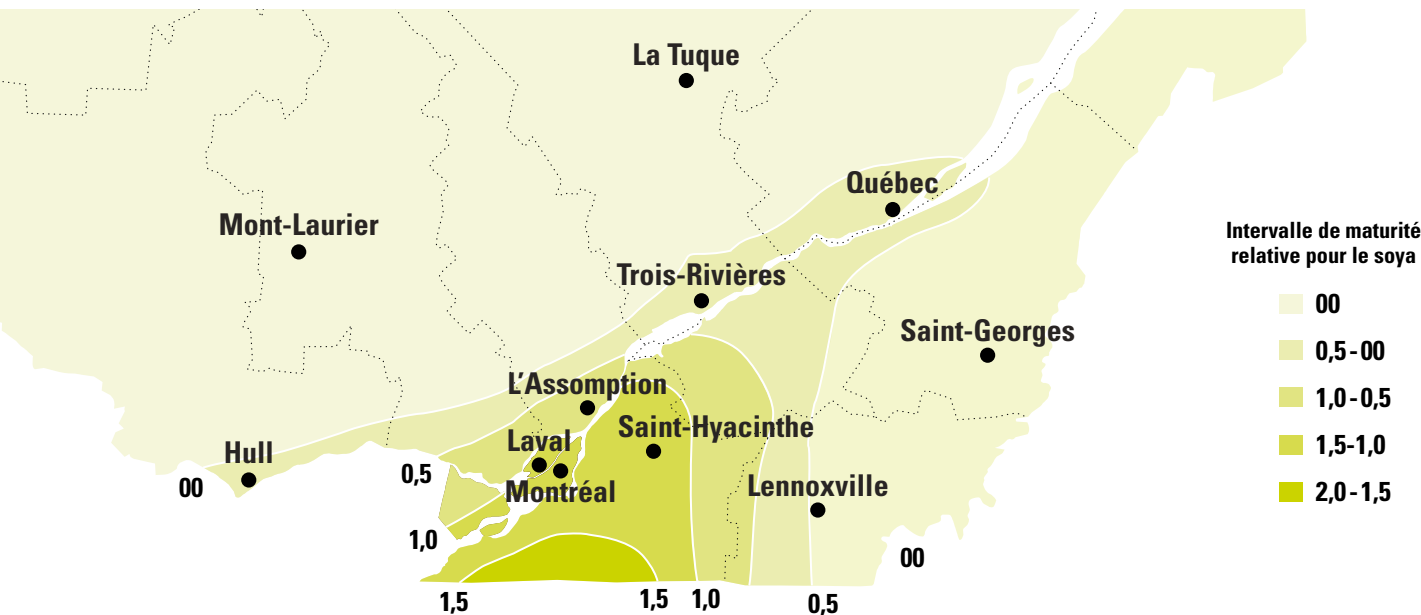 La Tuque
Québec
Mont-Laurier
Trois-Rivières
Saint-Georges
L'Assomption
Saint-Hyacinthe
Laval
Hull
Montréal
Lennoxville
00
0,5
1,0
00
1,5
1,5
1,0
0,5
Intervalle de maturité
relative pour le soya
00
0,5-00
1,0-0,5
1,5-1,0
2,0-1,5